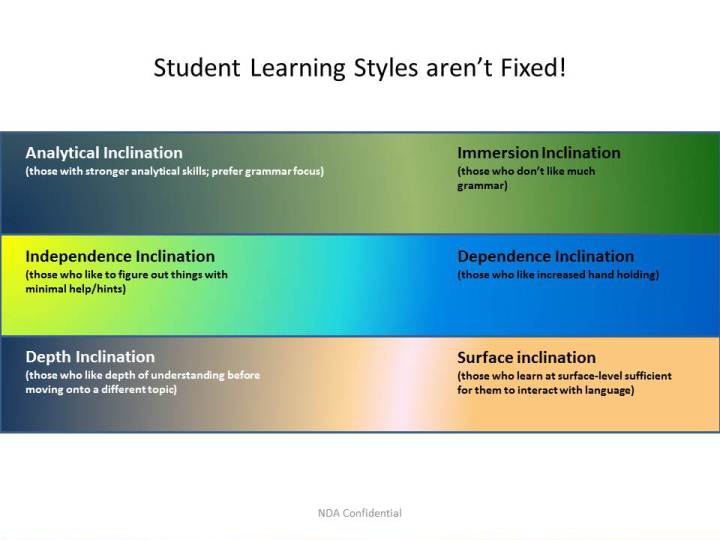 Student Learning Styles aren’t Fixed!
Analytical Inclination
(those with stronger analytical skills; prefer grammar focus)
Immersion Inclination
(those who don’t like much
grammar)
Independence Inclination
(those who like to figure out things with
minimal help/hints)
Dependence Inclination
(those who like increased hand holding)
Depth Inclination
(those who like depth of understanding before
moving onto a different topic)
Surface inclination
(those who learn at surface-level sufficient
for them to interact with language)
NDA Confidential